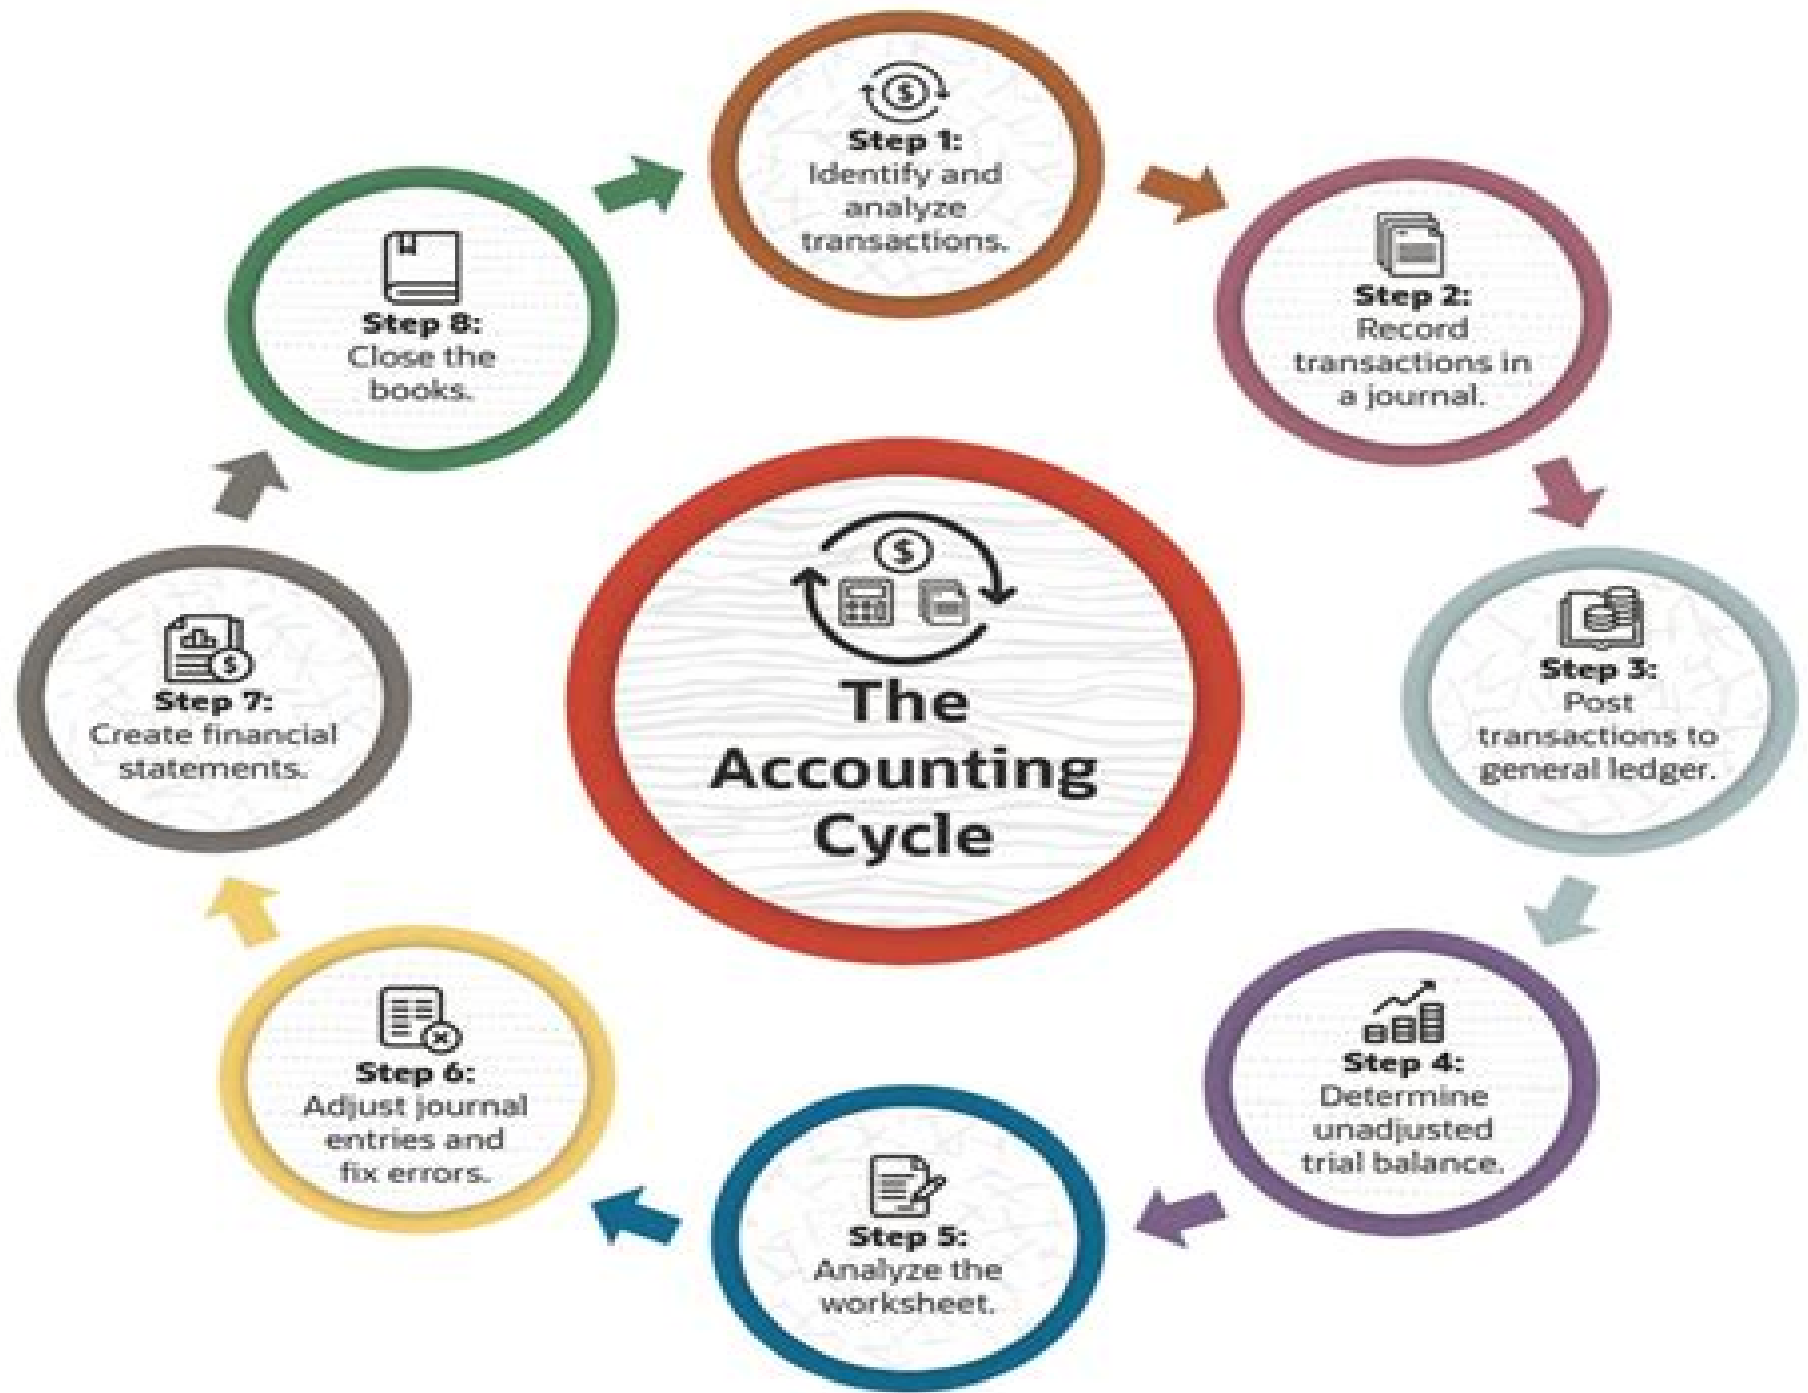 Step 1:
Identify and
analyze
transactions.
Step 2:
Record
transactions in
a journal.
Step 3:
Post
transactions to
general ledger.
Step 4:
Determine
unadjusted
trial balance.
Step 5:
Analyze the
worksheet.
Step 6:
Adjust journal
entries and
fix errors.
Step 7:
Create financial
statements.
Step 8:
Close the
books.
The
Accounting
Cycle